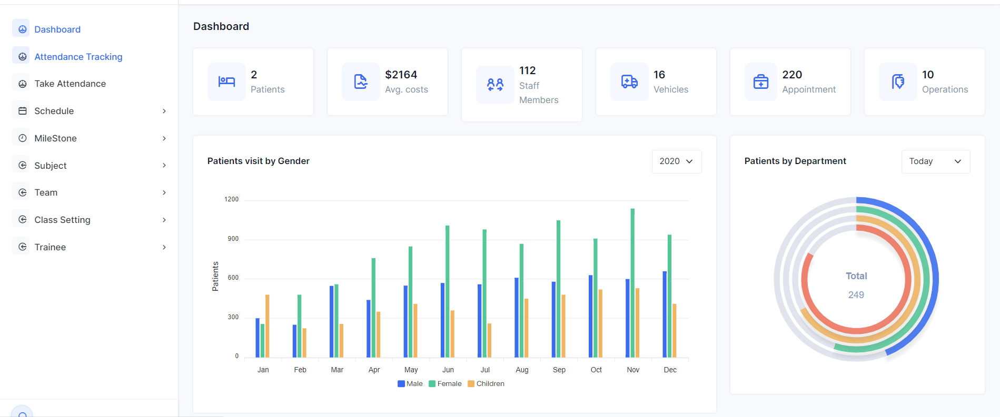 Dashboard
Attendance Tracking
Take Attendance
Schedule
MileStone
Subject
Team
Class Setting
Trainee
Dashboard
2
Patients
$2164
Avg. costs
112
Staff
Members
16
Vehicles
220
Appointment
10
Operations
Patients visit by Gender
2020
1200
900
600
300
0
Patients
Jan Feb Mar Apr May Jun Jul Aug Sep Oct Nov Dec
Male Female Children
Patients by Department
Today
Total
249